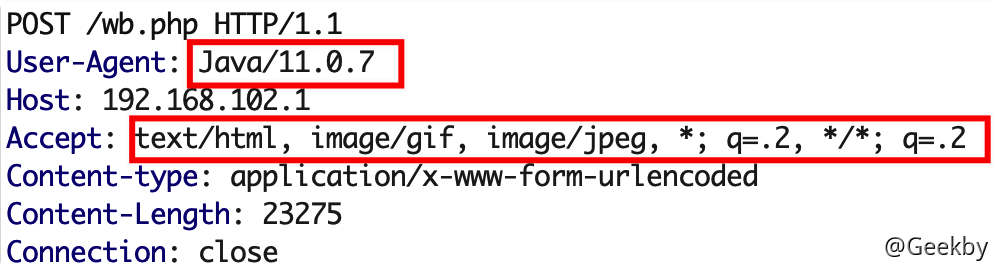 POST /wb.php HTTP/1.1
User-Agent: Java/11.0.7
Host: 192.168.102.1
Accept: text/html, image/gif, image/jpeg, *; q=.2, */*; q=.2
Content-type: application/x-www-form-urlencoded
Content-Length: 23275
Connection: close
@Geekby